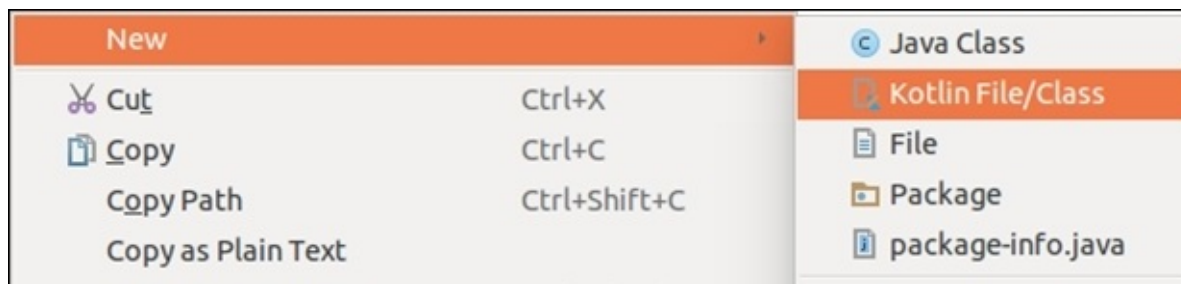 New
Cut Ctrl+X
Copy Ctrl+C
Copy Path Ctrl+Shift+C
Copy as Plain Text
Java Class
Kotlin File/Class
File
Package
package-info.java